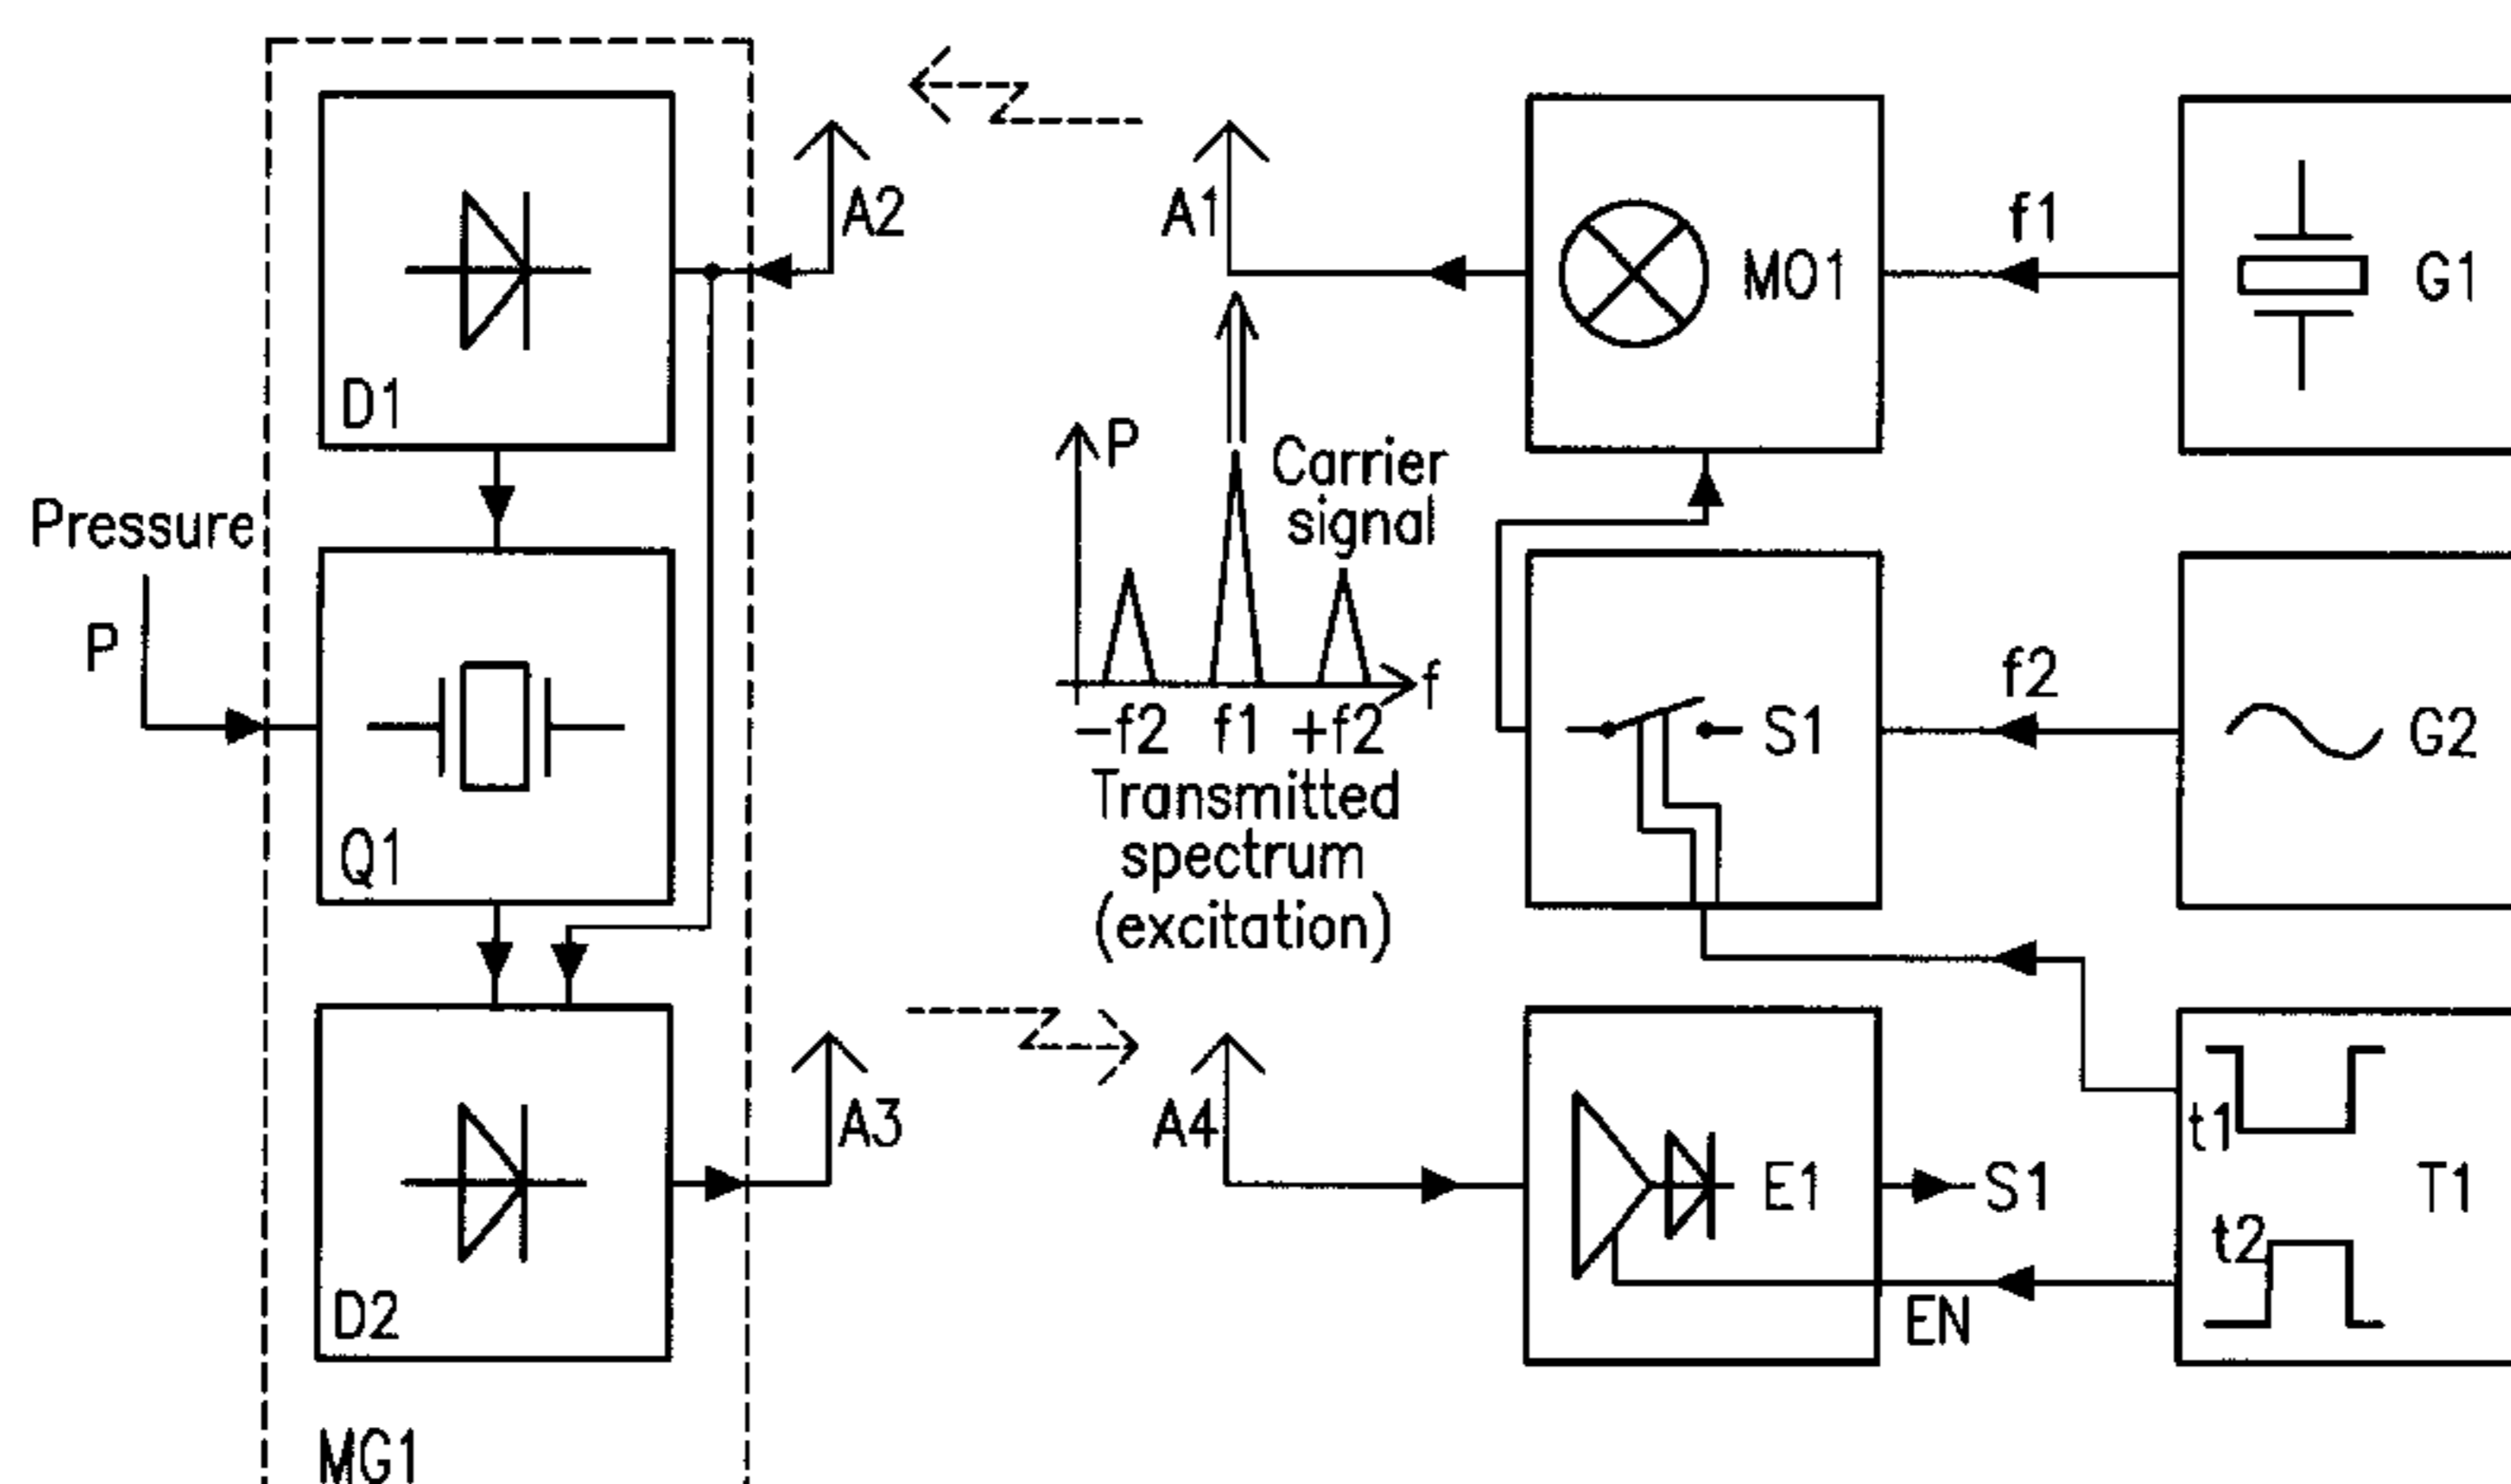 A2
A1
f1
MO1
G1
D1
P
Carrier
signal
Pressure
P
f2
S1
G2
-f2 f1 +f2
f
Transmitted
spectrum
(excitation)
Q1
A3
A4
t1
E1
S1
T1
t2
EN
D2
MG1